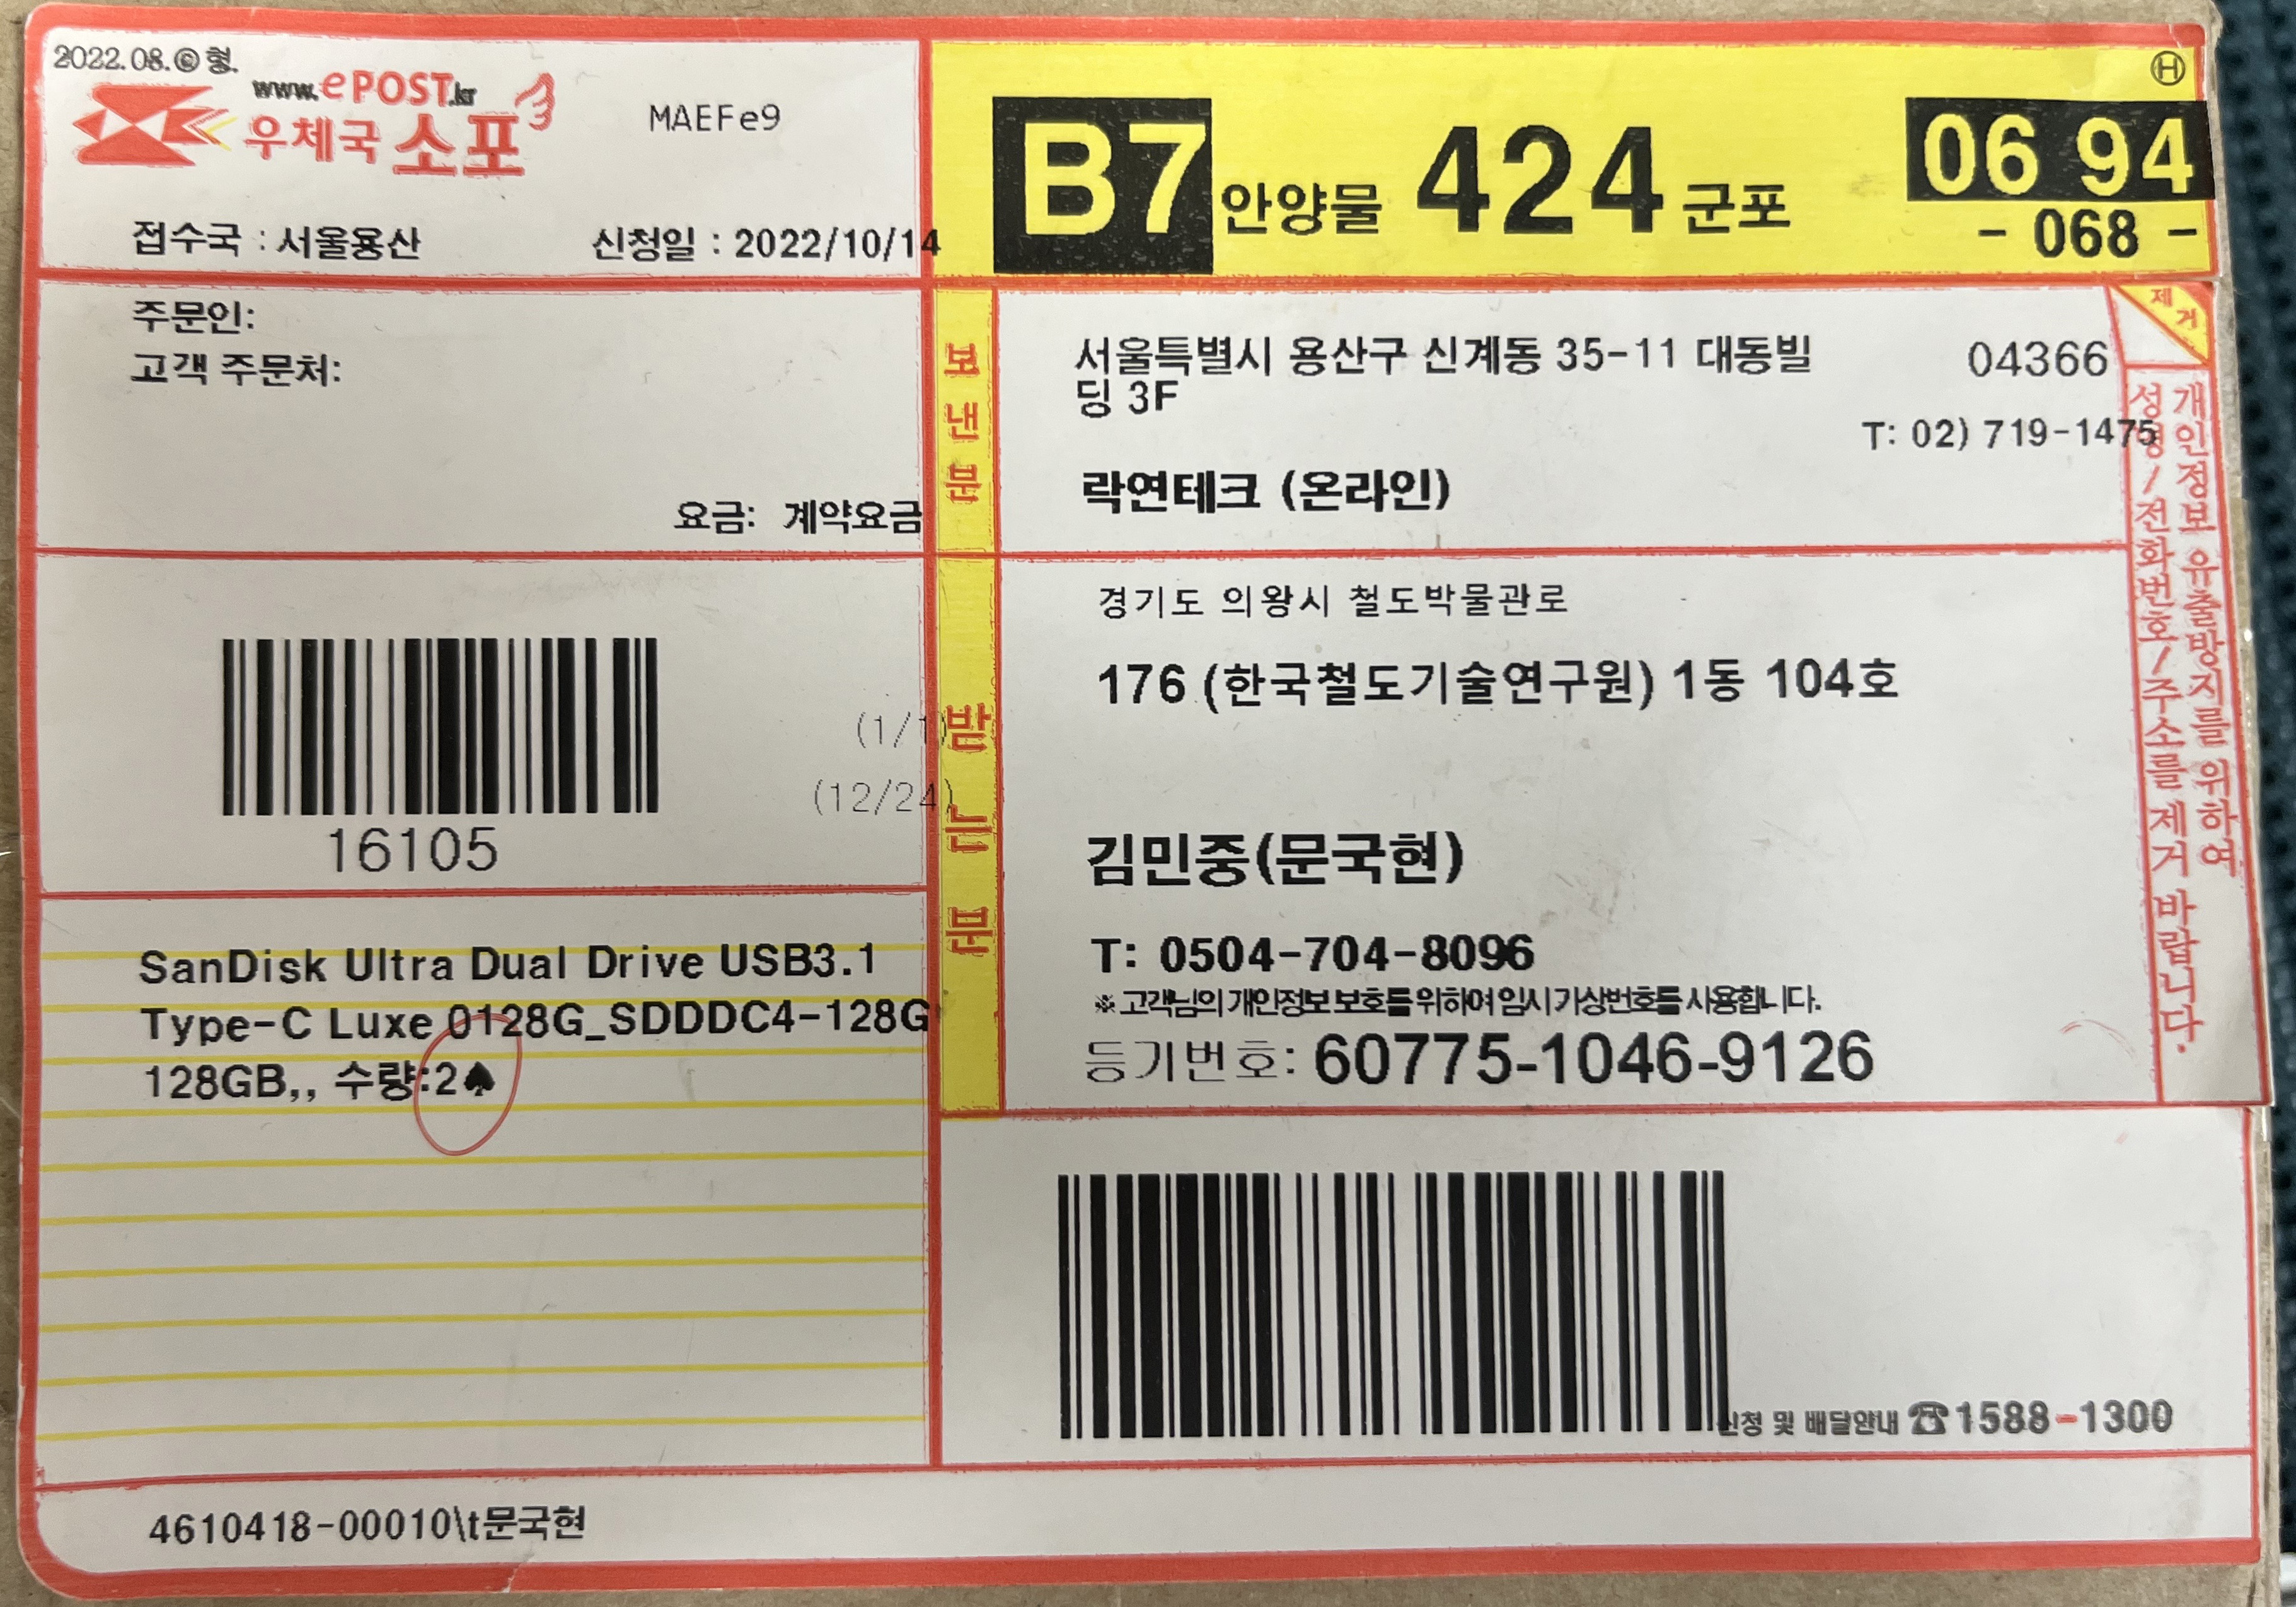 2022.08.ⓒ형.
www.ePOST.kr
우체국 소포
MAEFe9
접수국 : 서울용산
신청일 : 2022/10/14
Ⓗ
B7 안양물 424 군포
06 94
- 068 -
주문인:
고객 주문처:
요금: 계약요금
보낸분
서울특별시 용산구 신계동 35-11 대동빌
딩 3F
04366
T: 02) 719-1475
락연테크 (온라인)
제거
개인정보 유출방지를 위하여
성명/전화번호/주소를 제거 바랍니다.
(1/1)
(12/24)
16105
받는분
경기도 의왕시 철도박물관로
176 (한국철도기술연구원) 1동 104호
김민중(문국현)
T: 0504-704-8096
※고객님의 개인정보 보호를 위하여 임시 가상번호를 사용합니다.
등기번호: 60775-1046-9126
SanDisk Ultra Dual Drive USB3.1
Type-C Luxe 0128G_SDDDC4-128G
128GB,, 수량:2♠
신청 및 배달안내 ☎1588-1300
4610418-00010\t문국현